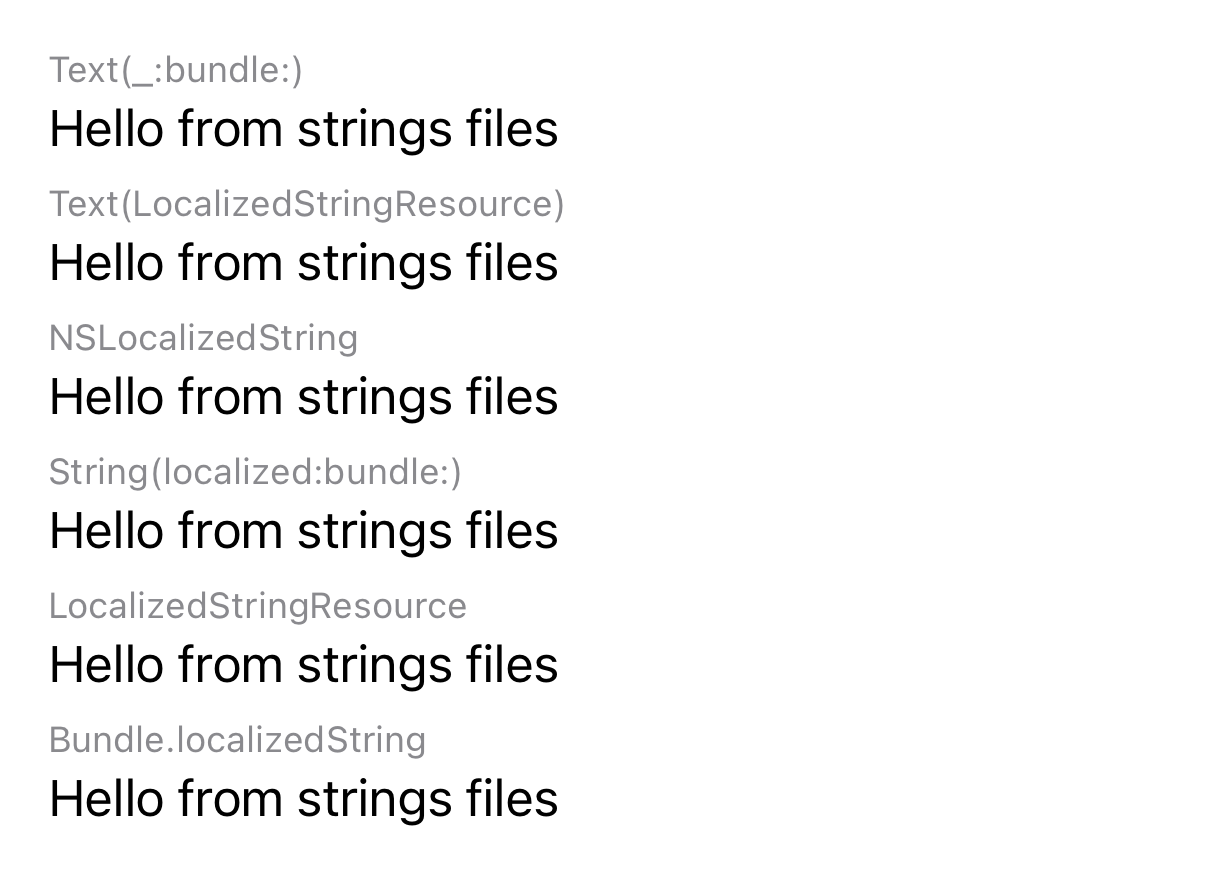 Text(_:bundle:)
Hello from strings files
Text(LocalizedStringResource)
Hello from strings files
NSLocalizedString
Hello from strings files
String(localized:bundle:)
Hello from strings files
LocalizedStringResource
Hello from strings files
Bundle.localizedString
Hello from strings files